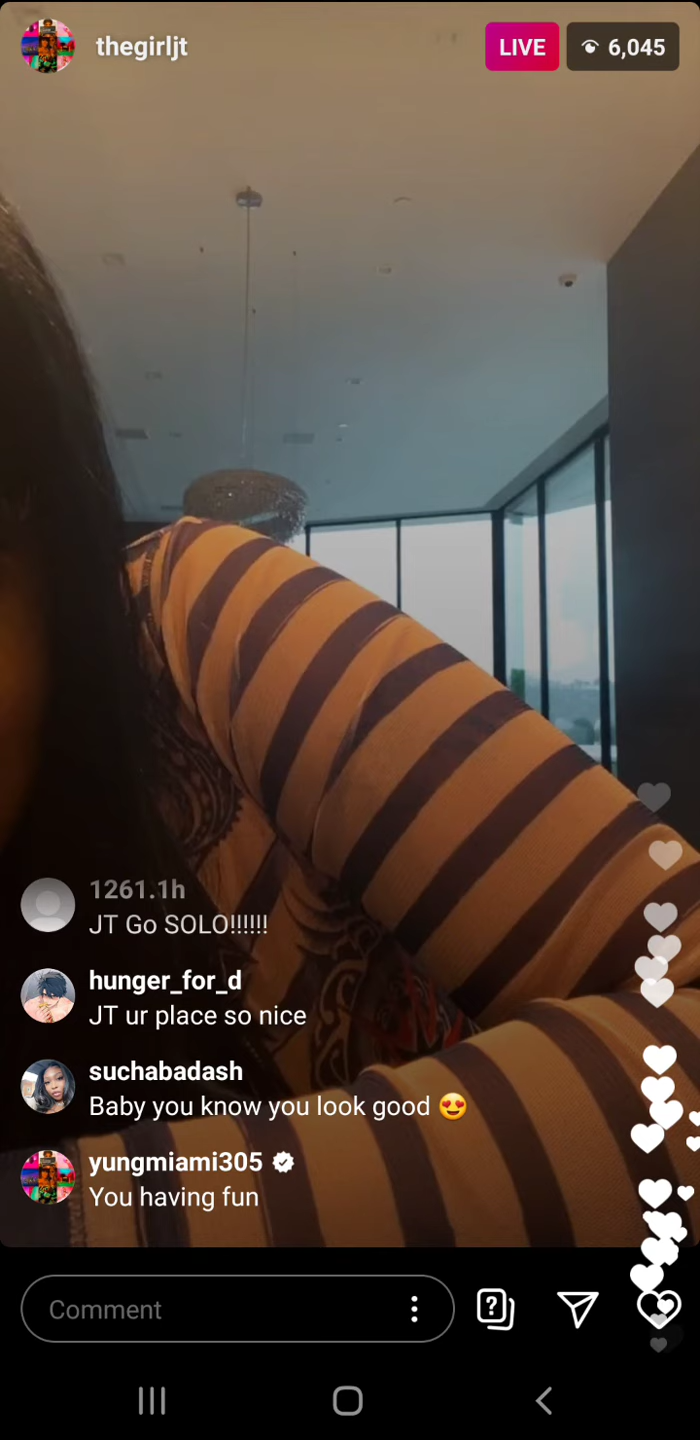 thegirljt
LIVE
6,045
1261.1h
JT Go SOLO!!!!!!
hunger_for_d
JT ur place so nice
suchabadash
Baby you know you look good 😍
yungmiami305
You having fun
Comment
?